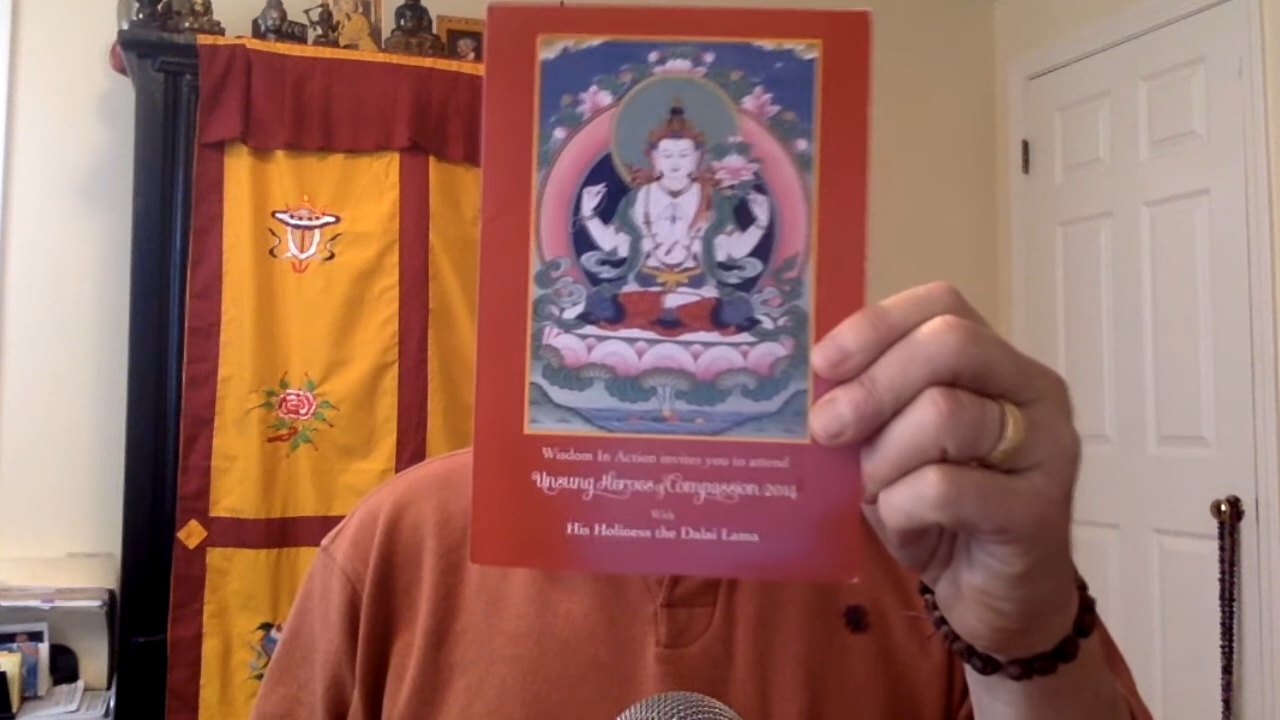 Wisdom In Action invites you to attend
Unsung Heroes of Compassion 2014
With
His Holiness the Dalai Lama